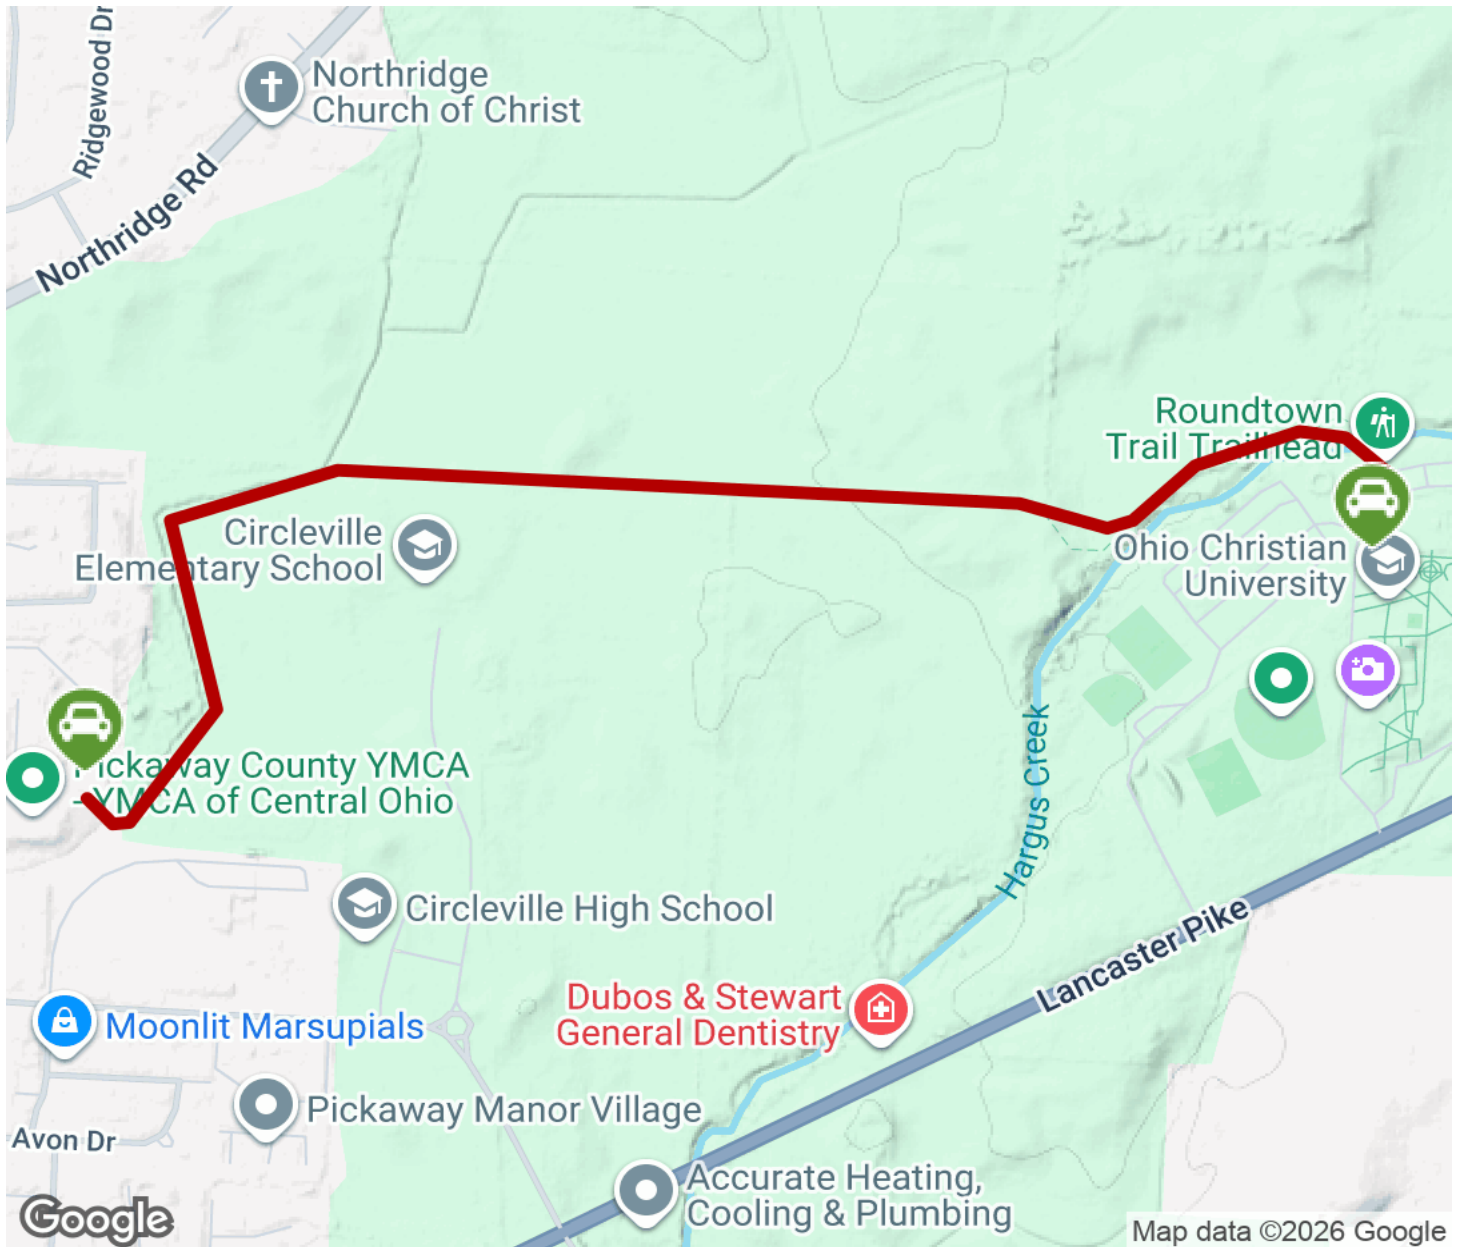 Ridgewood Dr
Northridge
Church of Christ
Northridge Rd
Roundtown
Trail Trailhead
Circleville
Elementary School
Ohio Christian
University
Pickaway County YMCA
- YMCA of Central Ohio
Hargus Creek
Circleville High School
Lancaster Pike
Dubos & Stewart
General Dentistry
Moonlit Marsupials
Pickaway Manor Village
Avon Dr
Accurate Heating,
Cooling & Plumbing
Google
Map data ©2026 Google